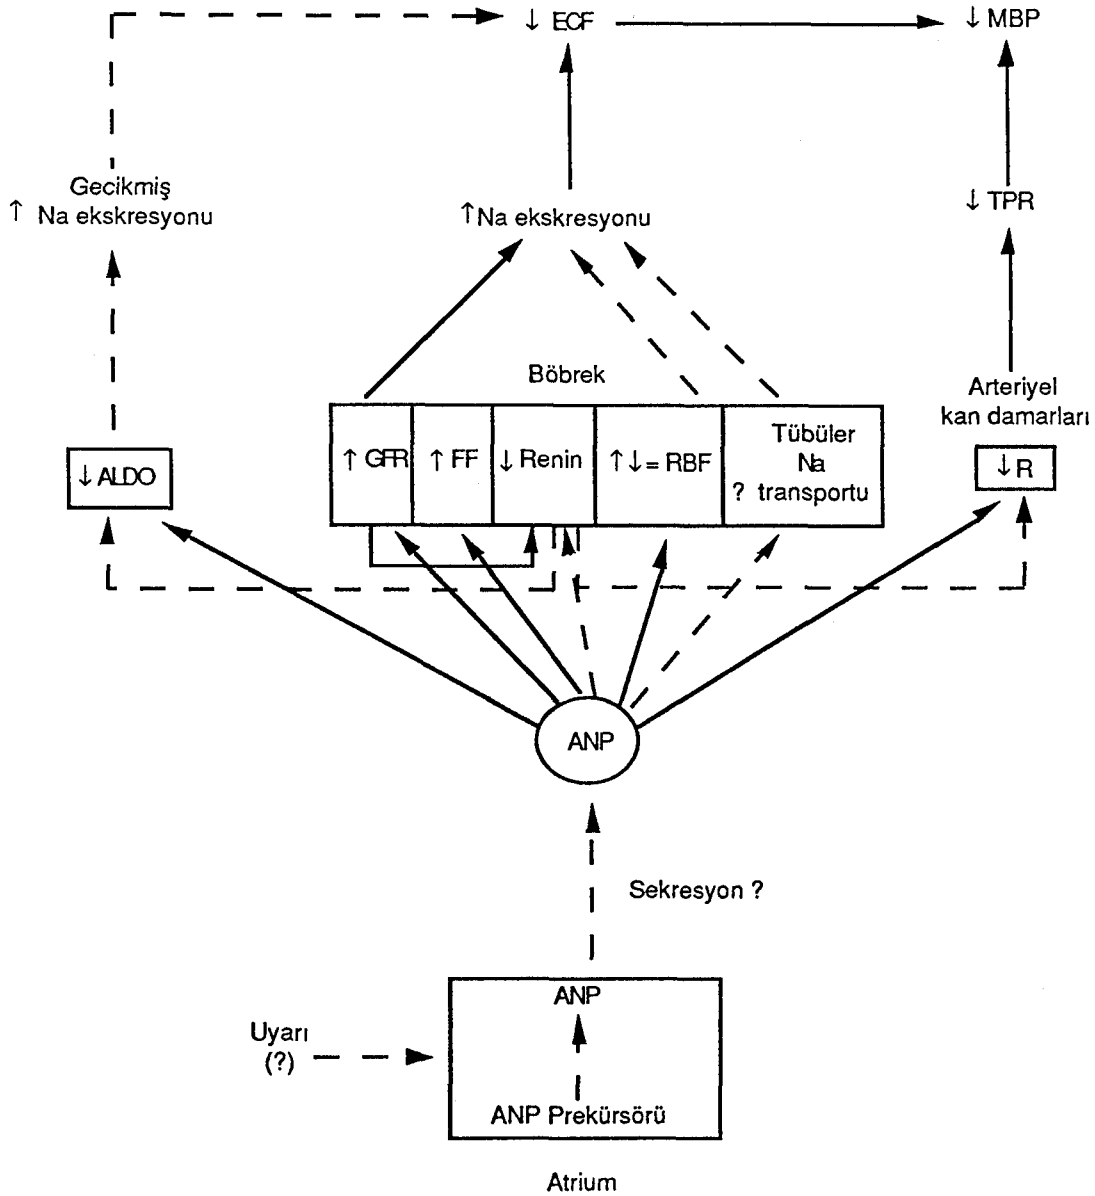 ↓ ECF
↓ MBP
Gecikmiş
↑ Na ekskresyonu
↑Na ekskresyonu
↓ TPR
Böbrek
Arteriyel
kan damarları
↓ ALDO
↑ GFR
↑ FF
↓ Renin
↑↓= RBF
Tübüler
Na
? transportu
↓ R
ANP
Sekresyon ?
ANP
Uyarı
(?)
ANP Prekürsörü
Atrium